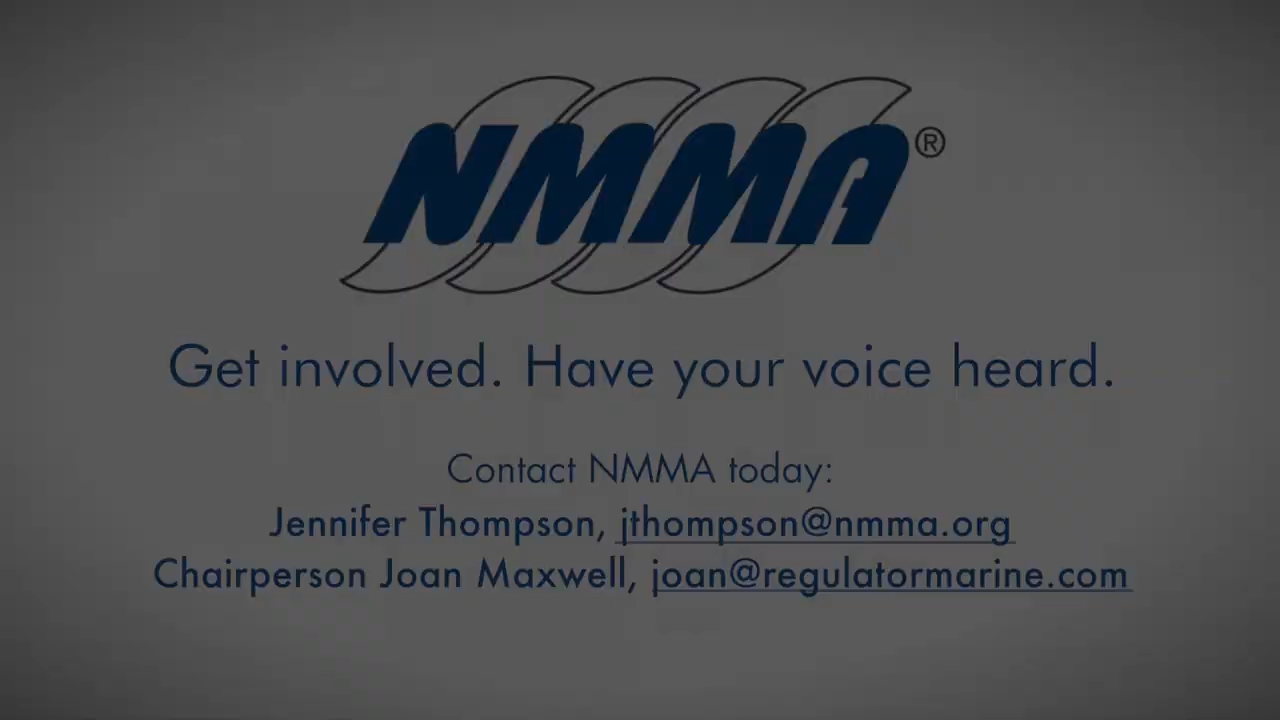 NMMA®
Get involved. Have your voice heard.
Contact NMMA today:
Jennifer Thompson, jthompson@nmma.org
Chairperson Joan Maxwell, joan@regulatormarine.com